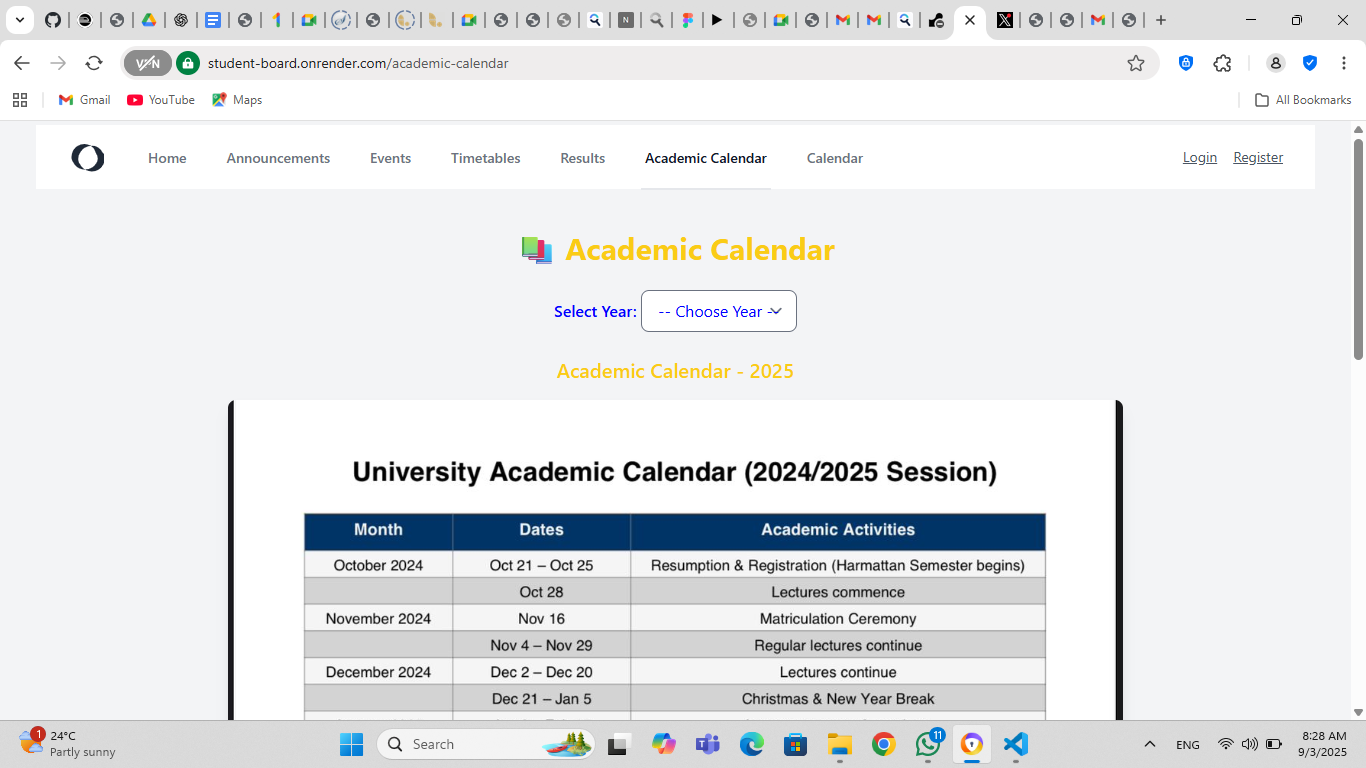 VPN
student-board.onrender.com/academic-calendar
Gmail
YouTube
Maps
All Bookmarks
Home
Announcements
Events
Timetables
Results
Academic Calendar
Calendar
Login
Register
Academic Calendar
Select Year:
-- Choose Year -
Academic Calendar - 2025
University Academic Calendar (2024/2025 Session)
Month Dates Academic Activities
October 2024 Oct 21 – Oct 25 Resumption & Registration (Harmattan Semester begins)
Oct 28 Lectures commence
November 2024 Nov 16 Matriculation Ceremony
Nov 4 – Nov 29 Regular lectures continue
December 2024 Dec 2 – Dec 20 Lectures continue
Dec 21 – Jan 5 Christmas & New Year Break
1
24°C
Partly sunny
Search
11
ENG
8:28 AM
9/3/2025